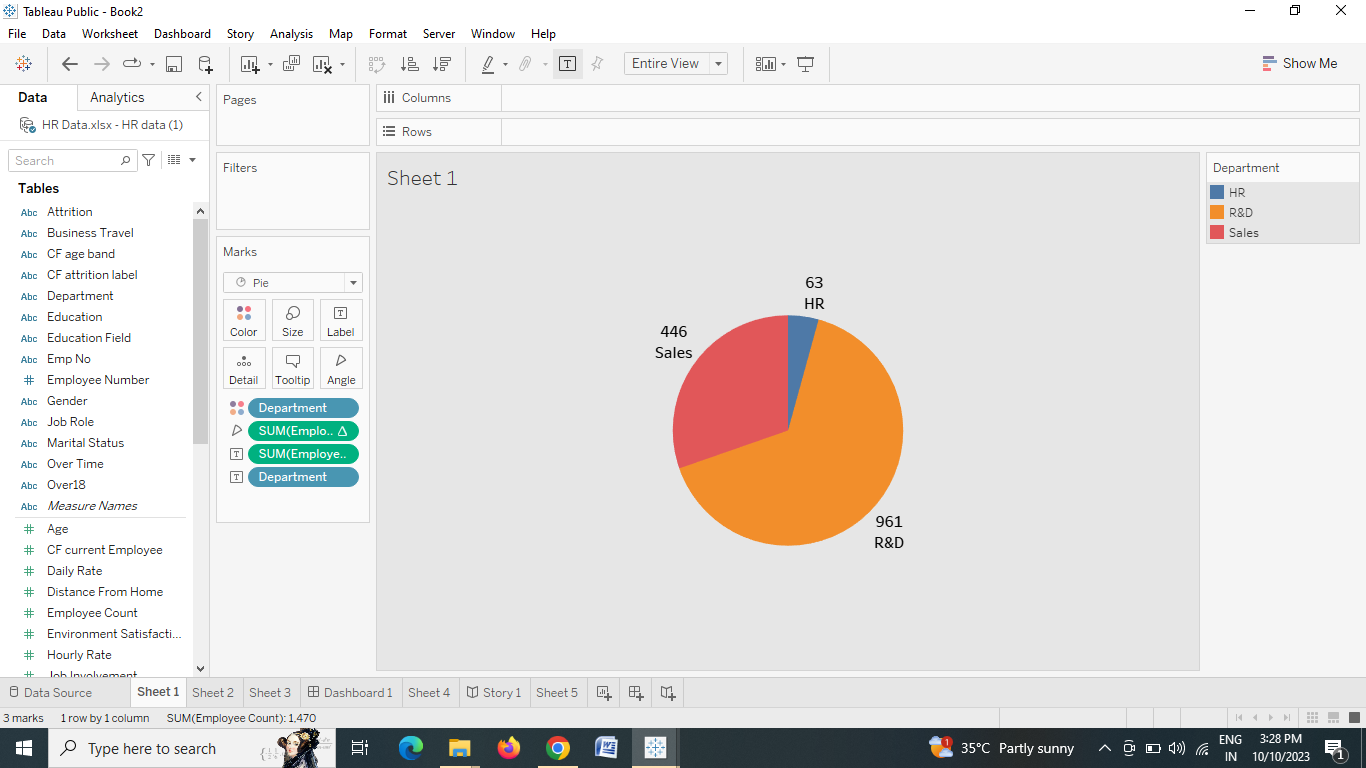 Tableau Public - Book2
File Data Worksheet Dashboard Story Analysis Map Format Server Window Help
Entire View
Show Me
Data Analytics
HR Data.xlsx - HR data (1)
Search
Tables
Abc Attrition
Abc Business Travel
Abc CF age band
Abc CF attrition label
Abc Department
Abc Education
Abc Education Field
Abc Emp No
# Employee Number
Abc Gender
Abc Job Role
Abc Marital Status
Abc Over Time
Abc Over18
Abc Measure Names
# Age
# CF current Employee
# Daily Rate
# Distance From Home
# Employee Count
# Environment Satisfacti...
# Hourly Rate
# Job Involvement
Pages
Filters
Marks
Pie
Color Size Label
Detail Tooltip Angle
Department
SUM(Emplo.. △
SUM(Employe..
Department
Columns
Rows
Sheet 1
63
HR
446
Sales
961
R&D
Department
HR
R&D
Sales
Data Source Sheet 1 Sheet 2 Sheet 3 Dashboard 1 Sheet 4 Story 1 Sheet 5
3 marks 1 row by 1 column SUM(Employee Count): 1,470
Type here to search
1
35°C Partly sunny
ENG
IN
3:28 PM
10/10/2023
1